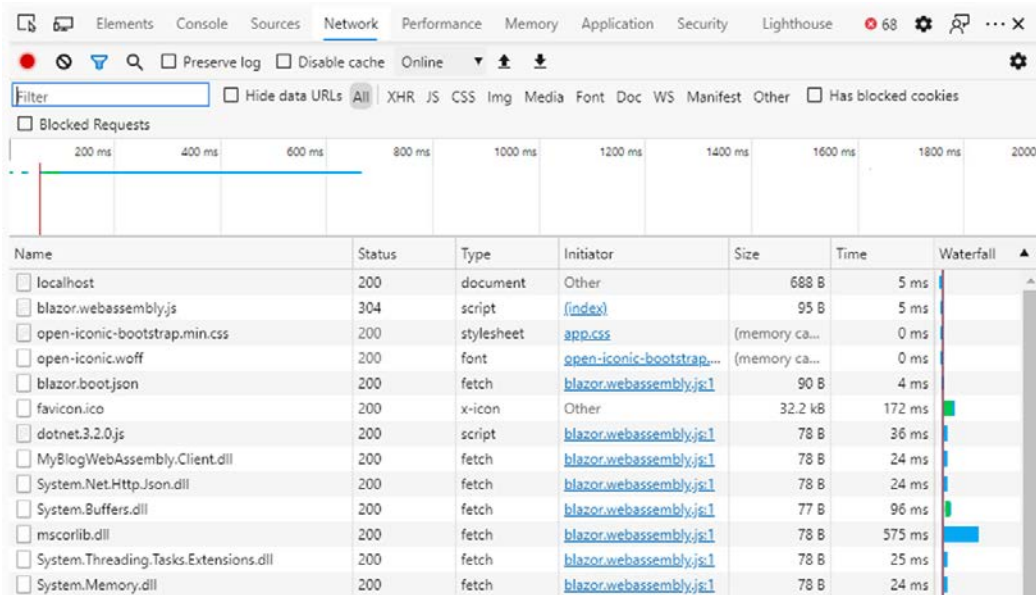 Elements Console Sources Network Performance Memory Application Security Lighthouse 68
Preserve log Disable cache Online
Filter Hide data URLs All XHR JS CSS Img Media Font Doc WS Manifest Other Has blocked cookies
Blocked Requests
200 ms 400 ms 600 ms 800 ms 1000 ms 1200 ms 1400 ms 1600 ms 1800 ms 2000
Name Status Type Initiator Size Time Waterfall
localhost 200 document Other 688 B 5 ms
blazor.webassembly.js 304 script (index) 95 B 5 ms
open-iconic-bootstrap.min.css 200 stylesheet app.css (memory ca... 0 ms
open-iconic.woff 200 font open-iconic-bootstrap.... (memory ca... 0 ms
blazor.boot.json 200 fetch blazor.webassembly.js:1 90 B 4 ms
favicon.ico 200 x-icon Other 32.2 kB 172 ms
dotnet.3.2.0.js 200 script blazor.webassembly.js:1 78 B 36 ms
MyBlogWebAssembly.Client.dll 200 fetch blazor.webassembly.js:1 78 B 24 ms
System.Net.Http.Json.dll 200 fetch blazor.webassembly.js:1 78 B 24 ms
System.Buffers.dll 200 fetch blazor.webassembly.js:1 77 B 96 ms
mscorlib.dll 200 fetch blazor.webassembly.js:1 78 B 575 ms
System.Threading.Tasks.Extensions.dll 200 fetch blazor.webassembly.js:1 78 B 25 ms
System.Memory.dll 200 fetch blazor.webassembly.js:1 78 B 24 ms